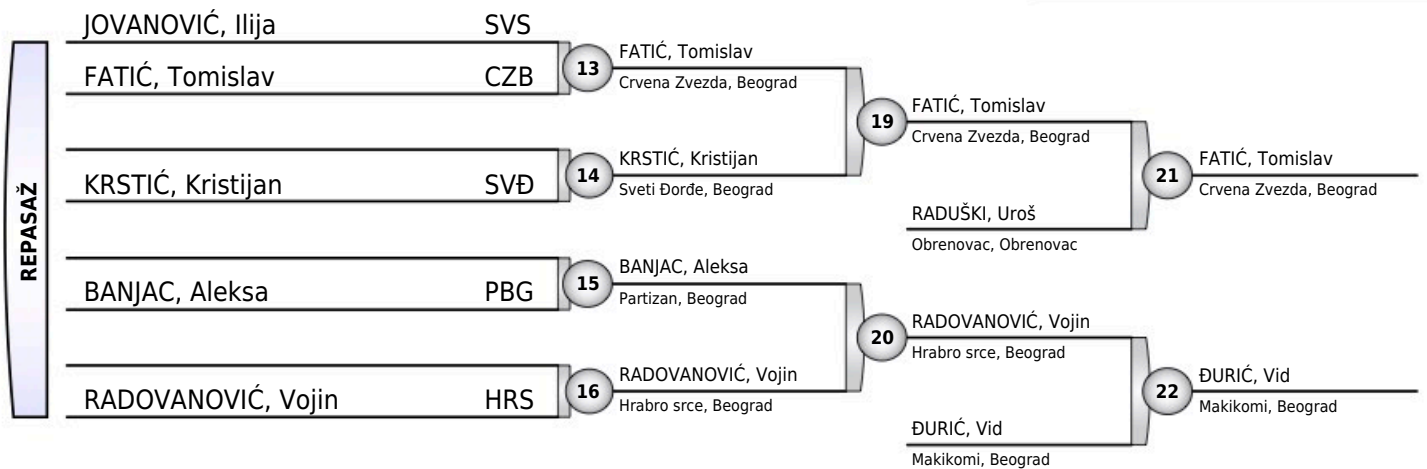 REPASAŽ
JOVANOVIĆ, Ilija SVS
FATIĆ, Tomislav CZB
KRSTIĆ, Kristijan SVĐ
BANJAC, Aleksa PBG
RADOVANOVIĆ, Vojin HRS
13
FATIĆ, Tomislav
Crvena Zvezda, Beograd
14
KRSTIĆ, Kristijan
Sveti Đorđe, Beograd
15
BANJAC, Aleksa
Partizan, Beograd
16
RADOVANOVIĆ, Vojin
Hrabro srce, Beograd
19
FATIĆ, Tomislav
Crvena Zvezda, Beograd
RADUŠKI, Uroš
Obrenovac, Obrenovac
20
RADOVANOVIĆ, Vojin
Hrabro srce, Beograd
ĐURIĆ, Vid
Makikomi, Beograd
21
FATIĆ, Tomislav
Crvena Zvezda, Beograd
22
ĐURIĆ, Vid
Makikomi, Beograd